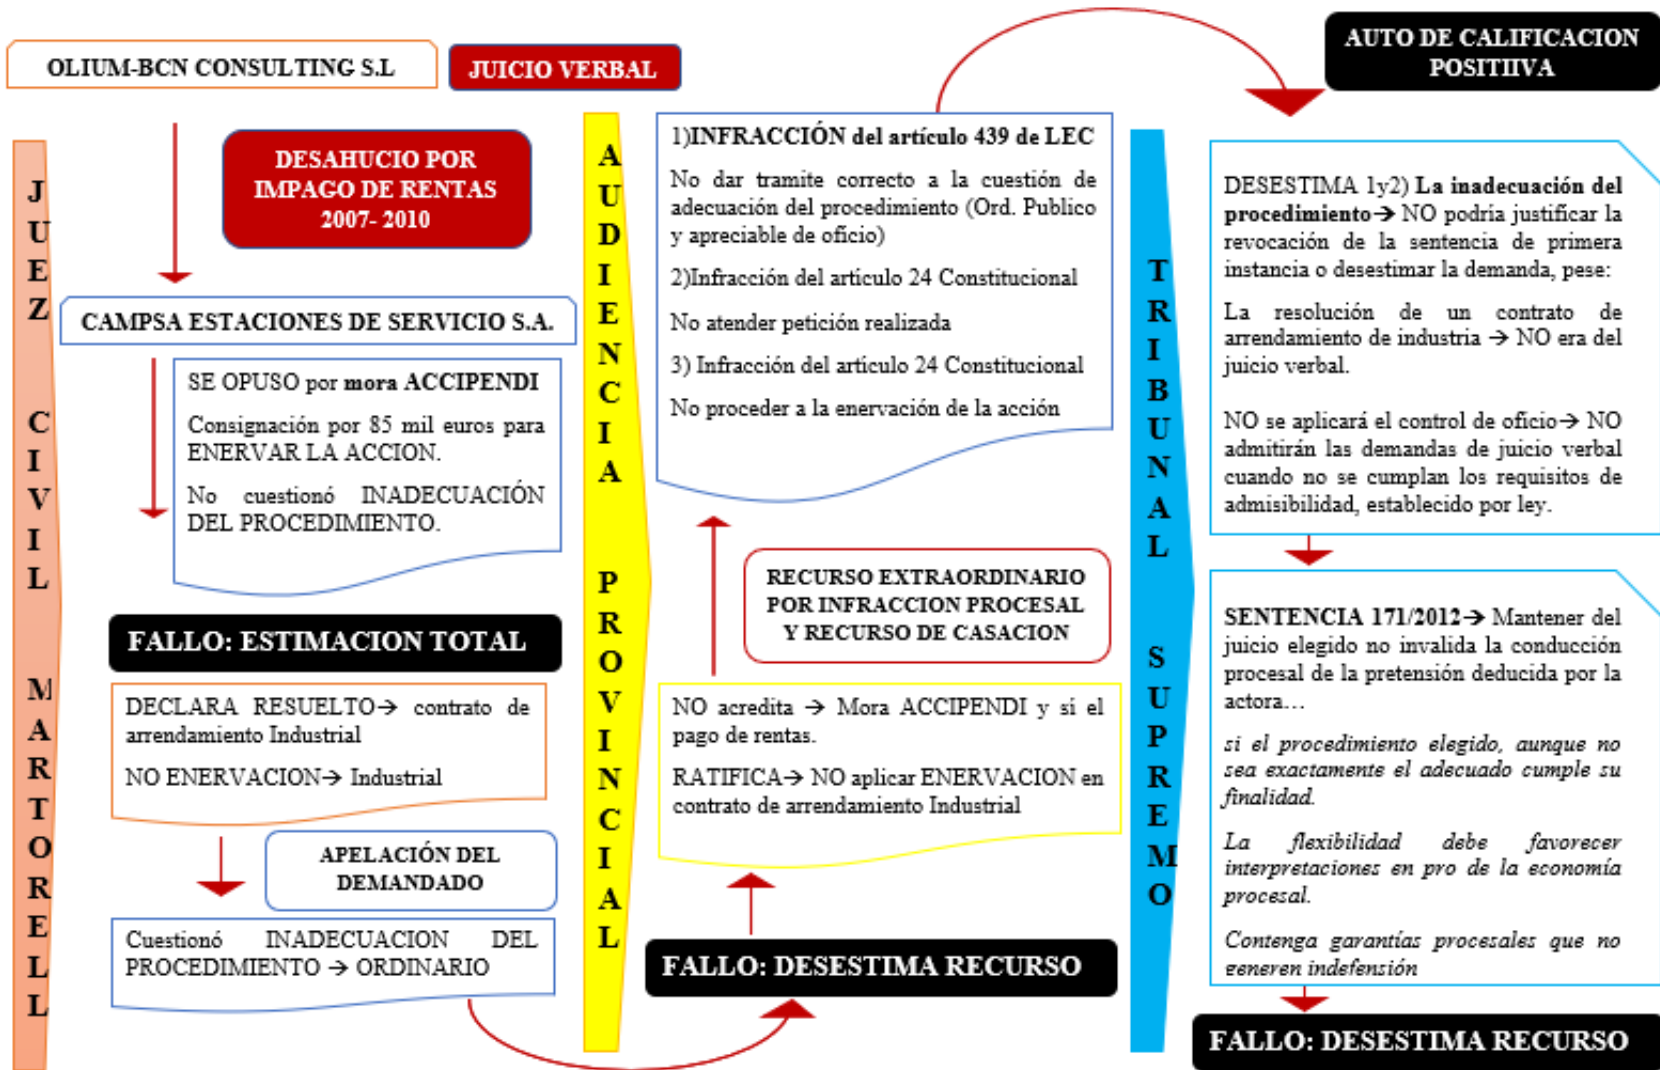 OLIUM-BCN CONSULTING S.L
JUICIO VERBAL
JUEZ CIVIL MARTORELL
DESAHUCIO POR
IMPAGO DE RENTAS
2007- 2010
CAMPSA ESTACIONES DE SERVICIO S.A.
SE OPUSO por mora ACCIPENDI
Consignación por 85 mil euros para
ENERVAR LA ACCION.
No cuestionó INADECUACIÓN
DEL PROCEDIMIENTO.
FALLO: ESTIMACION TOTAL
DECLARA RESUELTO→ contrato de
arrendamiento Industrial
NO ENERVACION→ Industrial
APELACIÓN DEL
DEMANDADO
Cuestionó INADECUACION DEL
PROCEDIMIENTO → ORDINARIO
AUDIENCIA PROVINCIAL
1)INFRACCIÓN del artículo 439 de LEC
No dar tramite correcto a la cuestión de
adecuación del procedimiento (Ord. Publico
y apreciable de oficio)
2)Infracción del artículo 24 Constitucional
No atender petición realizada
3) Infracción del artículo 24 Constitucional
No proceder a la enervación de la acción
RECURSO EXTRAORDINARIO
POR INFRACCION PROCESAL
Y RECURSO DE CASACION
NO acredita → Mora ACCIPENDI y si el
pago de rentas.
RATIFICA→ NO aplicar ENERVACION en
contrato de arrendamiento Industrial
FALLO: DESESTIMA RECURSO
TRIBUNAL SUPREMO
AUTO DE CALIFICACION
POSITIIVA
DESESTIMA 1y2) La inadecuación del
procedimiento→ NO podría justificar la
revocación de la sentencia de primera
instancia o desestimar la demanda, pese:
La resolución de un contrato de
arrendamiento de industria → NO era del
juicio verbal.
NO se aplicará el control de oficio→ NO
admitirán las demandas de juicio verbal
cuando no se cumplan los requisitos de
admisibilidad, establecido por ley.
SENTENCIA 171/2012→ Mantener del
juicio elegido no invalida la conducción
procesal de la pretensión deducida por la
actora…
si el procedimiento elegido, aunque no
sea exactamente el adecuado cumple su
finalidad.
La flexibilidad debe favorecer
interpretaciones en pro de la economía
procesal.
Contenga garantías procesales que no
generen indefensión
FALLO: DESESTIMA RECURSO